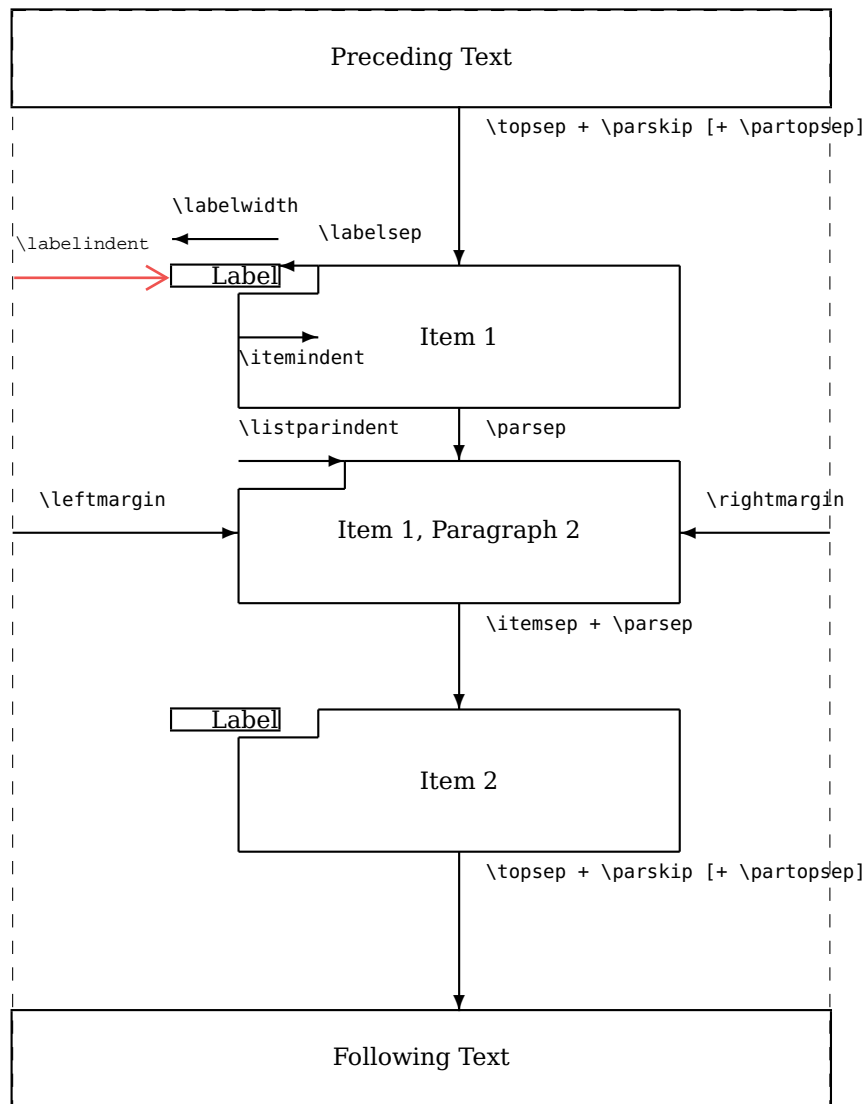 Preceding Text
\topsep + \parskip [+ \partopsep]
\labelwidth
\labelsep
\labelindent
Label
Item 1
\itemindent
\listparindent
\parsep
\leftmargin
\rightmargin
Item 1, Paragraph 2
\itemsep + \parsep
Label
Item 2
\topsep + \parskip [+ \partopsep]
Following Text